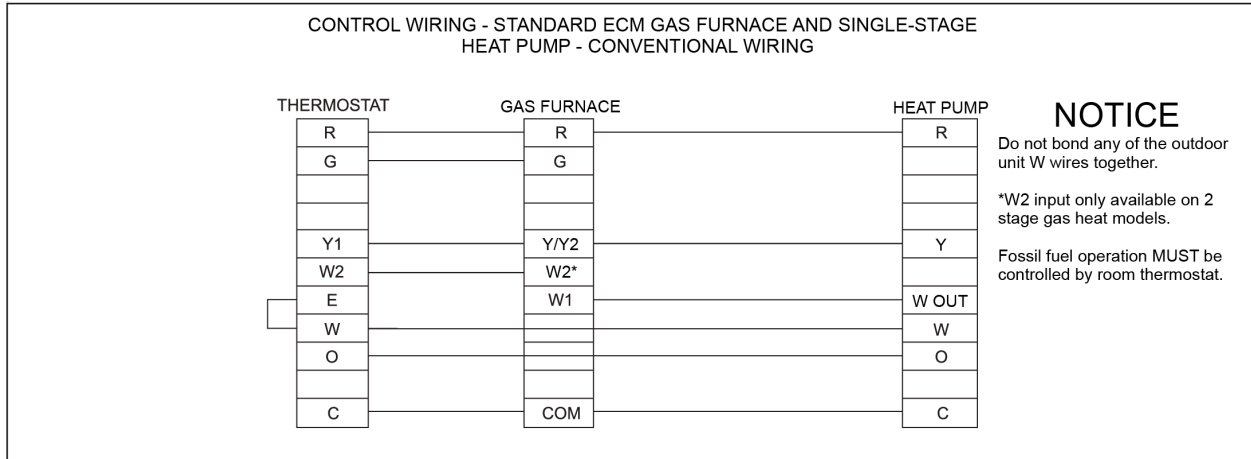 CONTROL WIRING - STANDARD ECM GAS FURNACE AND SINGLE-STAGE
HEAT PUMP - CONVENTIONAL WIRING
THERMOSTAT
R
G
Y1
W2
E
W
O
C
GAS FURNACE
R
G
Y/Y2
W2*
W1
COM
HEAT PUMP
R
Y
W OUT
W
O
C
NOTICE
Do not bond any of the outdoor
unit W wires together.
*W2 input only available on 2
stage gas heat models.
Fossil fuel operation MUST be
controlled by room thermostat.